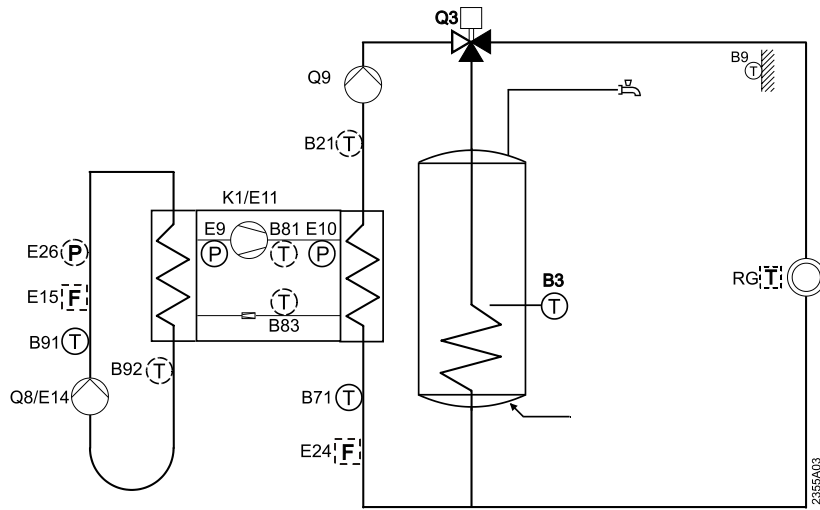 Q3
B9
T
Q9
B21 T
K1/E11
E9 B81 E10
P T P
E26 P
T
B83
E15 F
B3
T
RG T
B91 T
B92 T
Q8/E14
B71 T
E24 F
2355A03